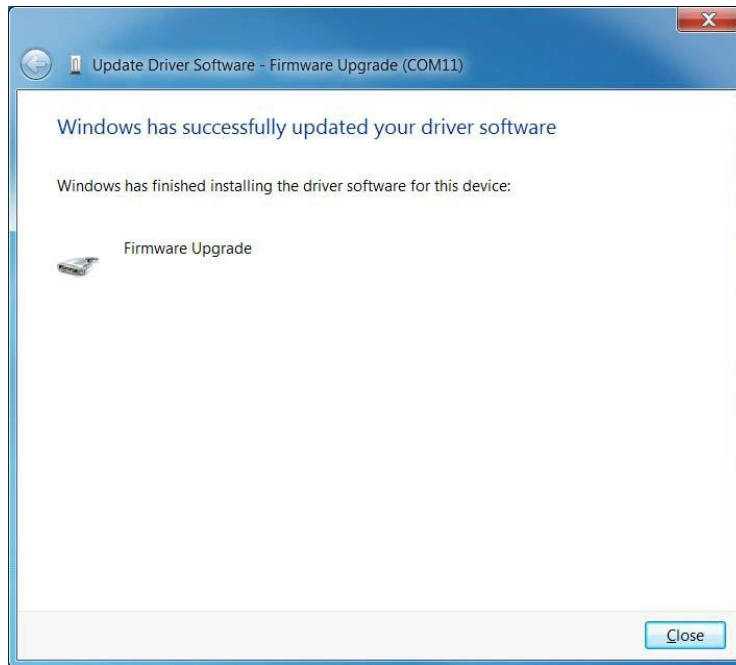 Update Driver Software - Firmware Upgrade (COM11)
Windows has successfully updated your driver software
Windows has finished installing the driver software for this device:
Firmware Upgrade
Close